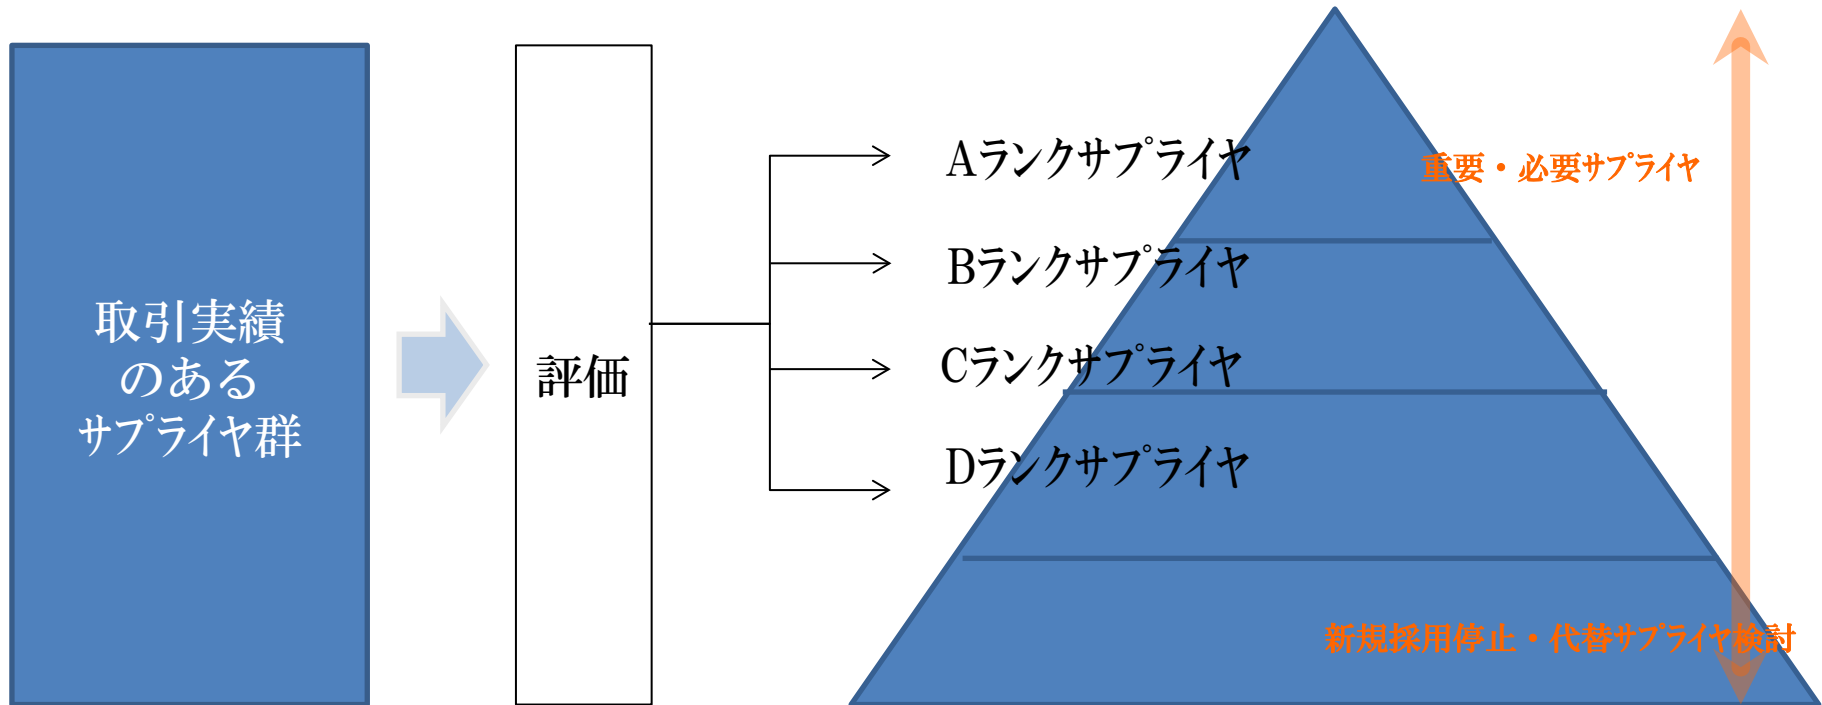 取引実績
のある
サプライヤ群
評価
Aランクサプライヤ
Bランクサプライヤ
Cランクサプライヤ
Dランクサプライヤ
重要・必要サプライヤ
新規採用停止・代替サプライヤ検討